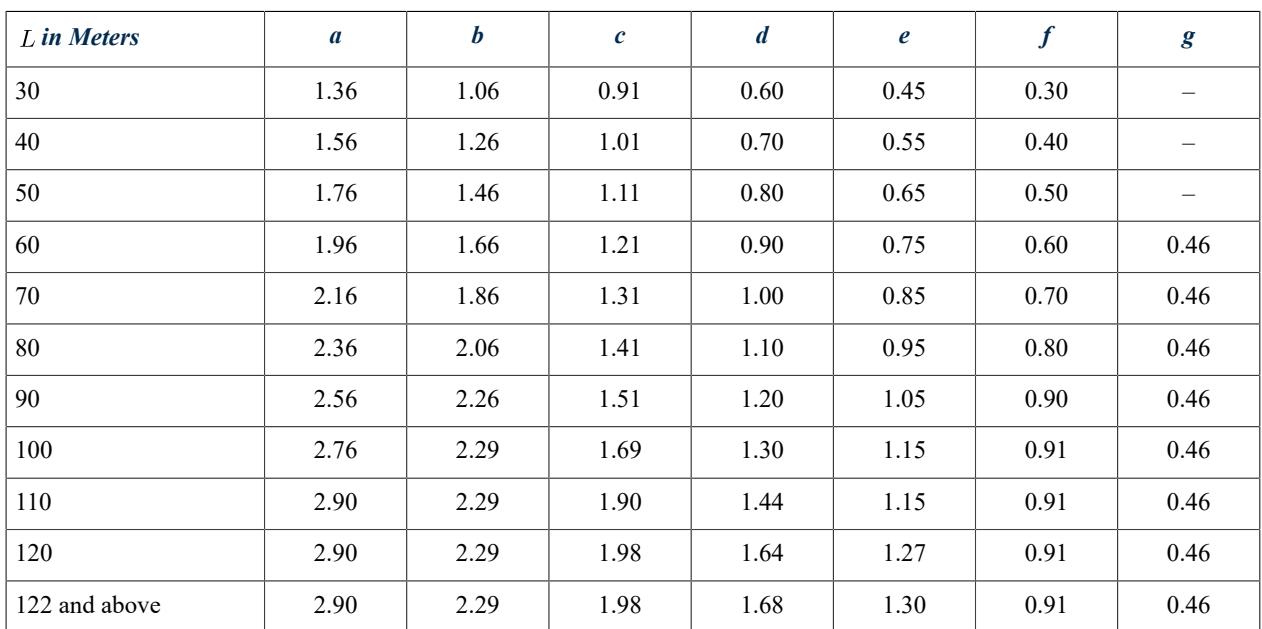 L in Meters a b c d e f g
30 1.36 1.06 0.91 0.60 0.45 0.30 –
40 1.56 1.26 1.01 0.70 0.55 0.40 –
50 1.76 1.46 1.11 0.80 0.65 0.50 –
60 1.96 1.66 1.21 0.90 0.75 0.60 0.46
70 2.16 1.86 1.31 1.00 0.85 0.70 0.46
80 2.36 2.06 1.41 1.10 0.95 0.80 0.46
90 2.56 2.26 1.51 1.20 1.05 0.90 0.46
100 2.76 2.29 1.69 1.30 1.15 0.91 0.46
110 2.90 2.29 1.90 1.44 1.15 0.91 0.46
120 2.90 2.29 1.98 1.64 1.27 0.91 0.46
122 and above 2.90 2.29 1.98 1.68 1.30 0.91 0.46